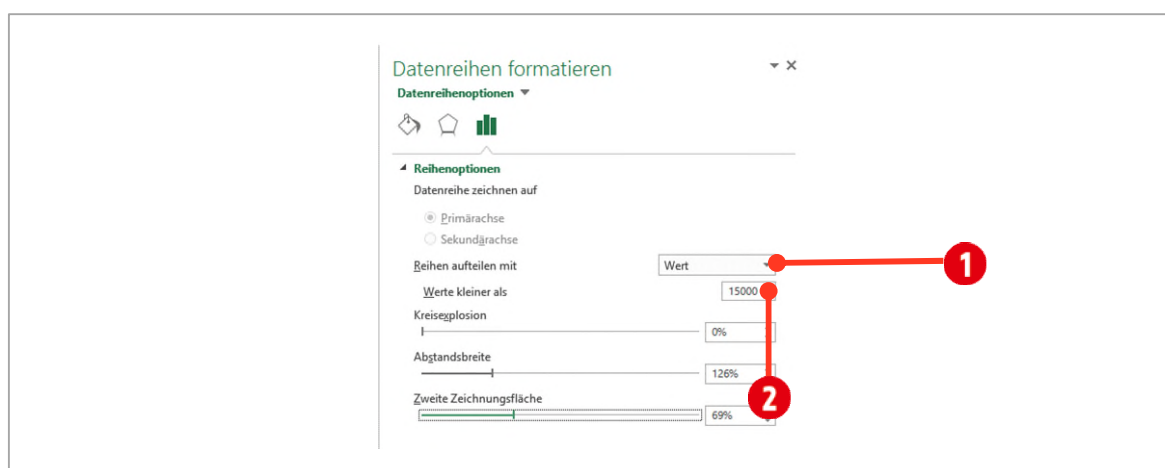 Datenreihen formatieren
Datenreihenoptionen
Reihenoptionen
Datenreihe zeichnen auf
Primärachse
Sekundärachse
Reihen aufteilen mit Wert
1
Werte kleiner als 15000
Kreisexplosion
0%
Abstandsbreite
126%
2
Zweite Zeichnungsfläche
69%